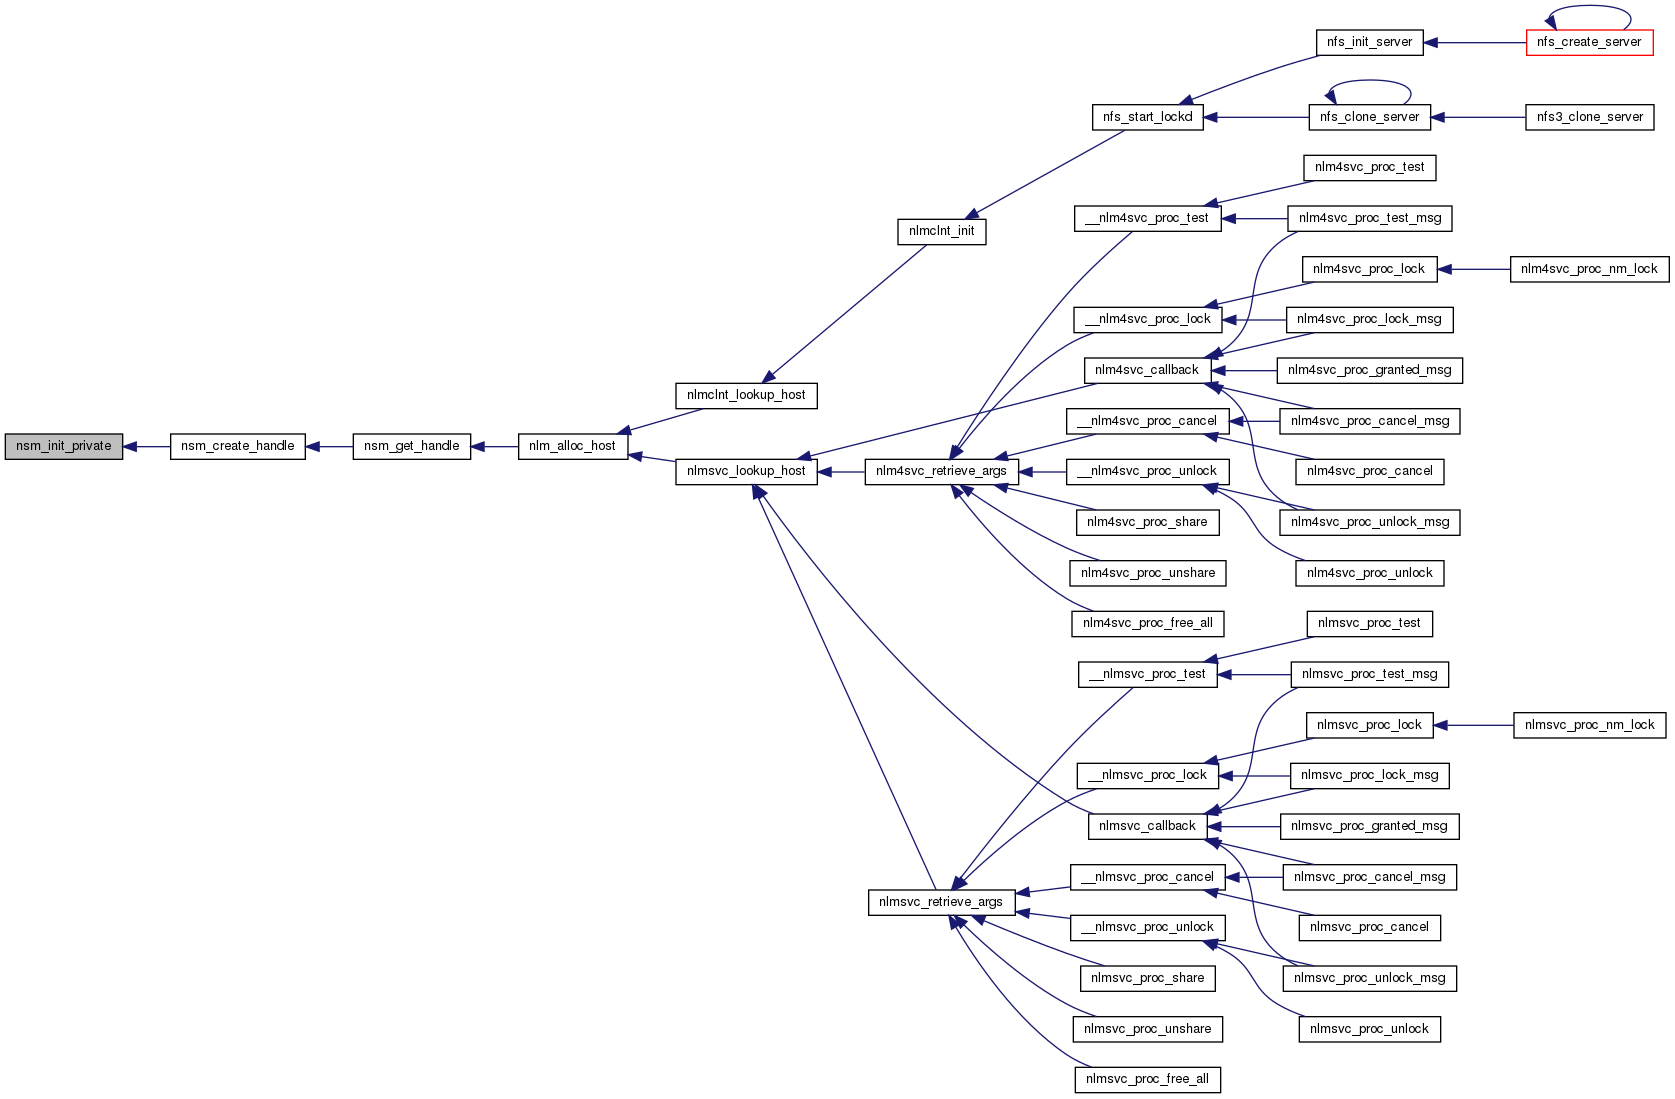 nfs_init_server
nfs_create_server
nfs_start_lockd
nfs_clone_server
nfs3_clone_server
nlm4svc_proc_test
__nlm4svc_proc_test
nlm4svc_proc_test_msg
nlmclnt_init
nlm4svc_proc_lock
nlm4svc_proc_nm_lock
__nlm4svc_proc_lock
nlm4svc_proc_lock_msg
nlm4svc_callback
nlm4svc_proc_granted_msg
nlmclnt_lookup_host
__nlm4svc_proc_cancel
nlm4svc_proc_cancel_msg
nsm_init_private
nsm_create_handle
nsm_get_handle
nlm_alloc_host
nlmsvc_lookup_host
nlm4svc_retrieve_args
__nlm4svc_proc_unlock
nlm4svc_proc_cancel
nlm4svc_proc_share
nlm4svc_proc_unlock_msg
nlm4svc_proc_unshare
nlm4svc_proc_unlock
nlm4svc_proc_free_all
nlmsvc_proc_test
__nlmsvc_proc_test
nlmsvc_proc_test_msg
nlmsvc_proc_lock
nlmsvc_proc_nm_lock
__nlmsvc_proc_lock
nlmsvc_proc_lock_msg
nlmsvc_callback
nlmsvc_proc_granted_msg
__nlmsvc_proc_cancel
nlmsvc_proc_cancel_msg
nlmsvc_retrieve_args
__nlmsvc_proc_unlock
nlmsvc_proc_cancel
nlmsvc_proc_share
nlmsvc_proc_unlock_msg
nlmsvc_proc_unshare
nlmsvc_proc_unlock
nlmsvc_proc_free_all